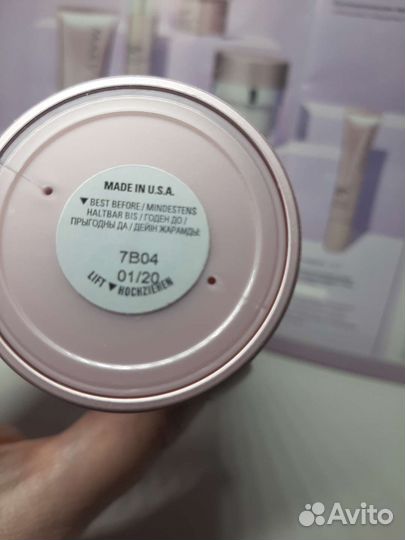 MADE IN U.S.A.
▼ BEST BEFORE / MINDESTENS
HALTBAR BIS / ГОДЕН ДО /
ПРЫГОДНЫ ДА / ДЕЙІН ЖАРАМДЫ:
7B04
01/20
LIFT ▼ HOCHZIEHEN
Avito